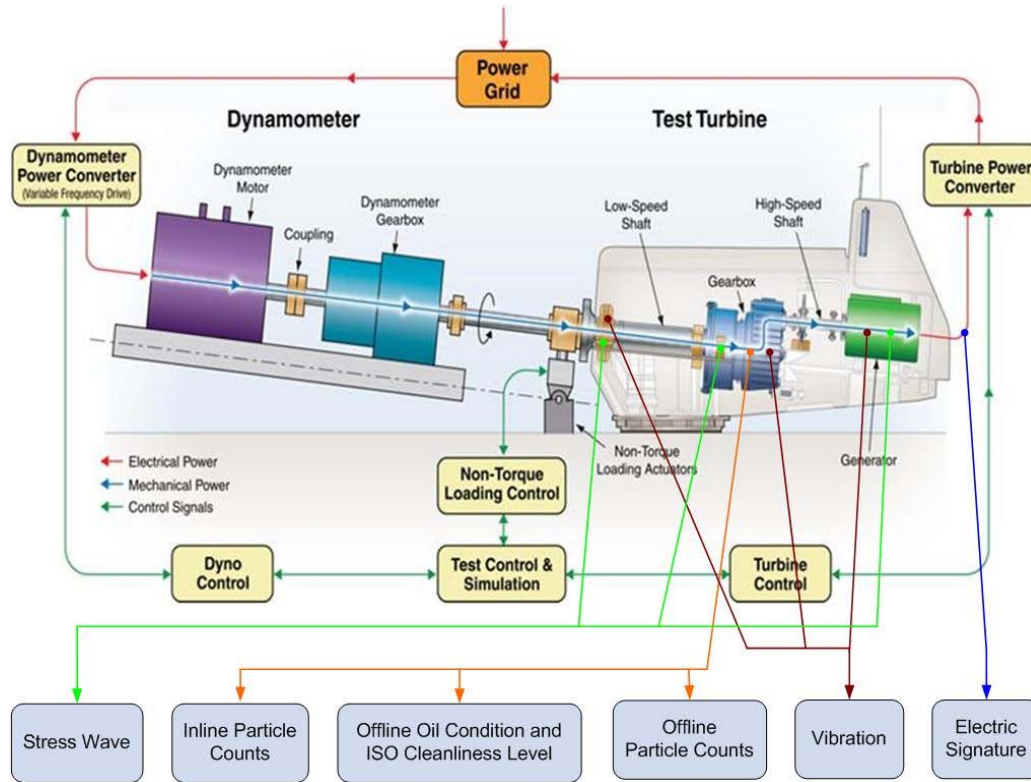 Power
Grid
Dynamometer
Test Turbine
Dynamometer
Power Converter
(Variable Frequency Drive)
Turbine Power
Converter
Dynamometer
Motor
Dynamometer
Gearbox
Coupling
Low-Speed
Shaft
High-Speed
Shaft
Gearbox
Electrical Power
Mechanical Power
Control Signals
Non-Torque
Loading Control
Non-Torque
Loading Actuators
Generator
Dyno
Control
Test Control &
Simulation
Turbine
Control
Stress Wave
Inline Particle
Counts
Offline Oil Condition and
ISO Cleanliness Level
Offline
Particle Counts
Vibration
Electric
Signature